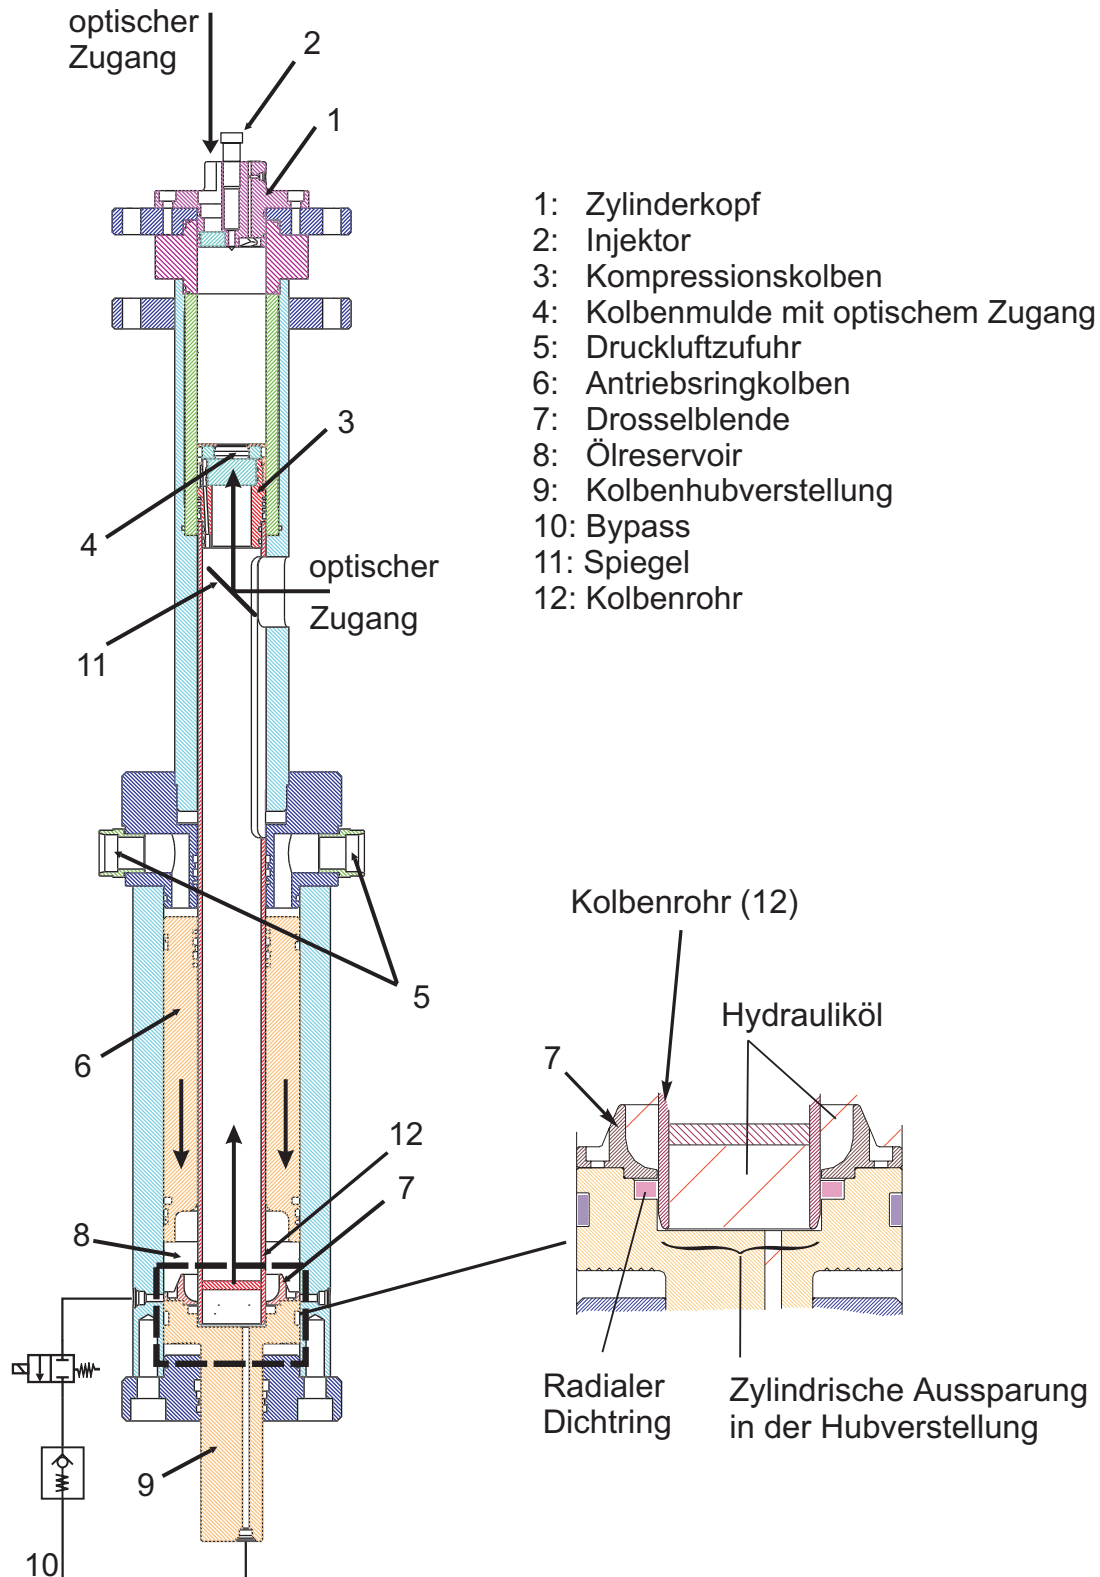 optischer
Zugang
2
1
1: Zylinderkopf
2: Injektor
3: Kompressionskolben
4: Kolbenmulde mit optischem Zugang
5: Druckluftzufuhr
6: Antriebsringkolben
7: Drosselblende
8: Ölreservoir
9: Kolbenhubverstellung
10: Bypass
11: Spiegel
12: Kolbenrohr
3
4
optischer
Zugang
11
5
6
12
7
8
9
10
Kolbenrohr (12)
Hydrauliköl
7
Radialer
Dichtring
Zylindrische Aussparung
in der Hubverstellung